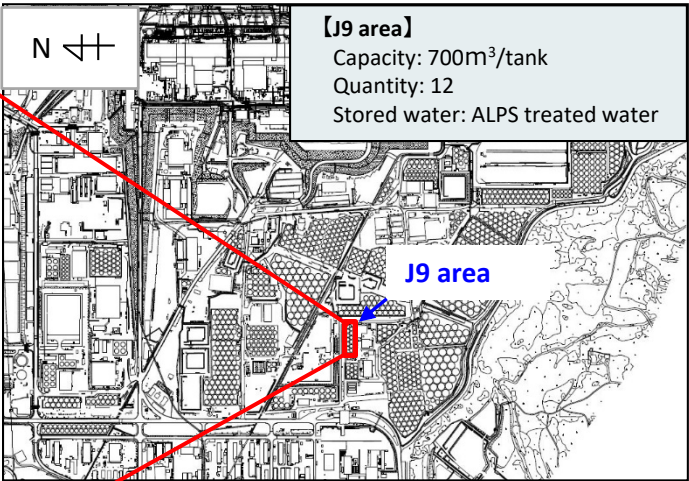 N
【J9 area】
Capacity: 700m³/tank
Quantity: 12
Stored water: ALPS treated water
J9 area